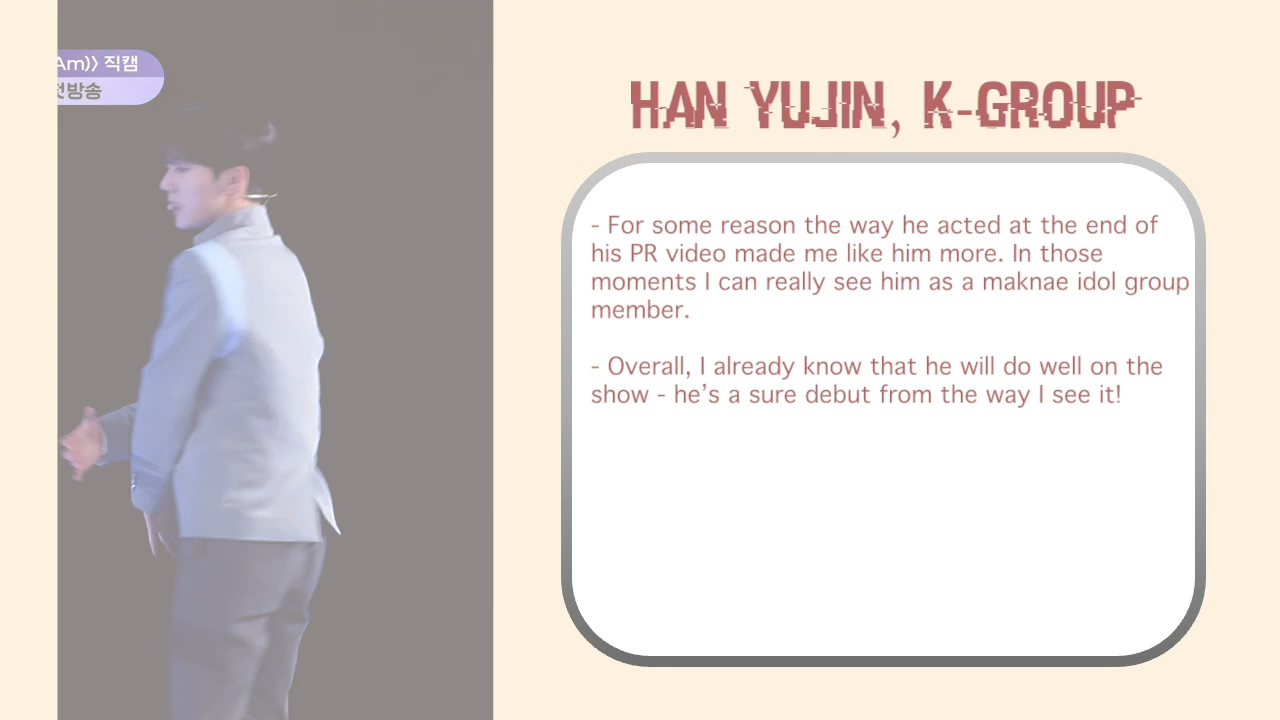 Am)》 직캠
첫방송
HAN YUJIN, K-GROUP
- For some reason the way he acted at the end of
his PR video made me like him more. In those
moments I can really see him as a maknae idol group
member.
- Overall, I already know that he will do well on the
show - he’s a sure debut from the way I see it!